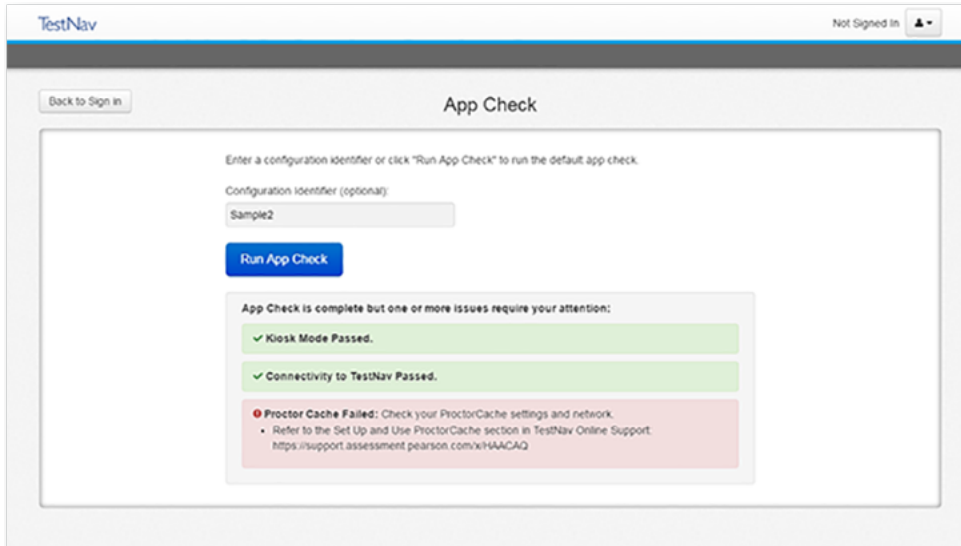 TestNav
Not Signed In
Back to Sign in
App Check
Enter a configuration identifier or click "Run App Check" to run the default app check.
Configuration Identifier (optional):
Sample2
Run App Check
App Check is complete but one or more issues require your attention:
Kiosk Mode Passed.
Connectivity to TestNav Passed.
Proctor Cache Failed: Check your ProctorCache settings and network.
Refer to the Set Up and Use ProctorCache section in TestNav Online Support:
https://support.assessment.pearson.com/x/HAACAQ